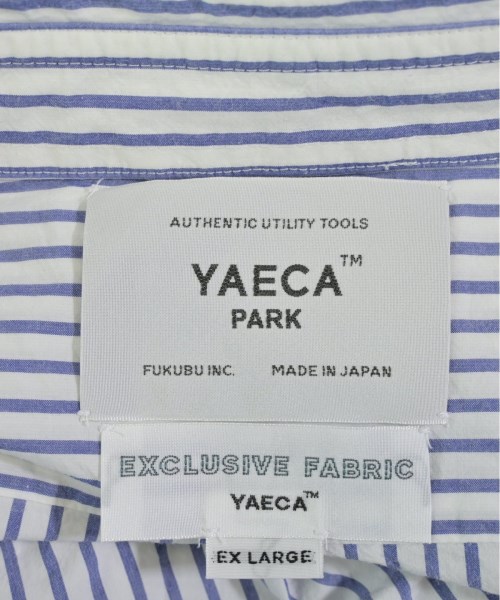 AUTHENTIC UTILITY TOOLS
YAECA™
PARK
FUKUBU INC. MADE IN JAPAN
EXCLUSIVE FABRIC
YAECA™
EX LARGE